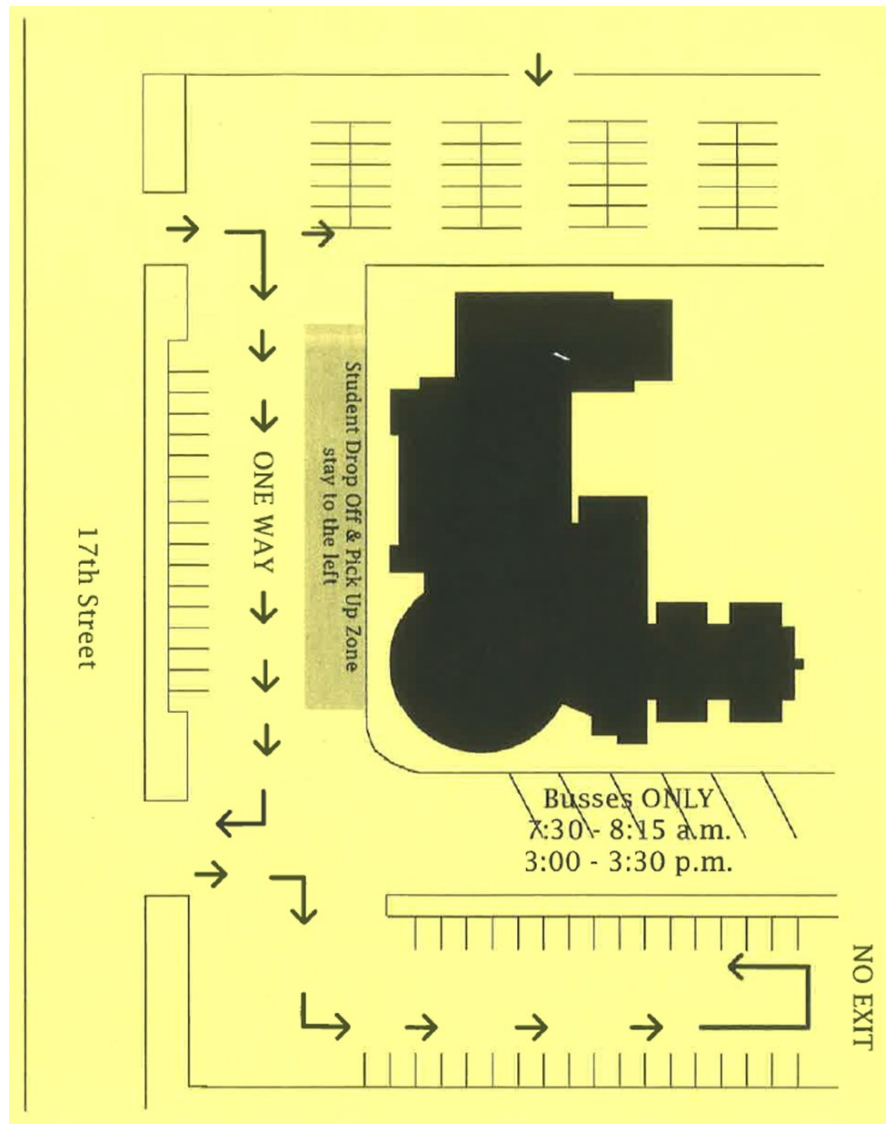 17th Street
ONE WAY
Student Drop Off & Pick Up Zone
stay to the left
Busses ONLY
7:30 - 8:15 a.m.
3:00 - 3:30 p.m.
NO EXIT